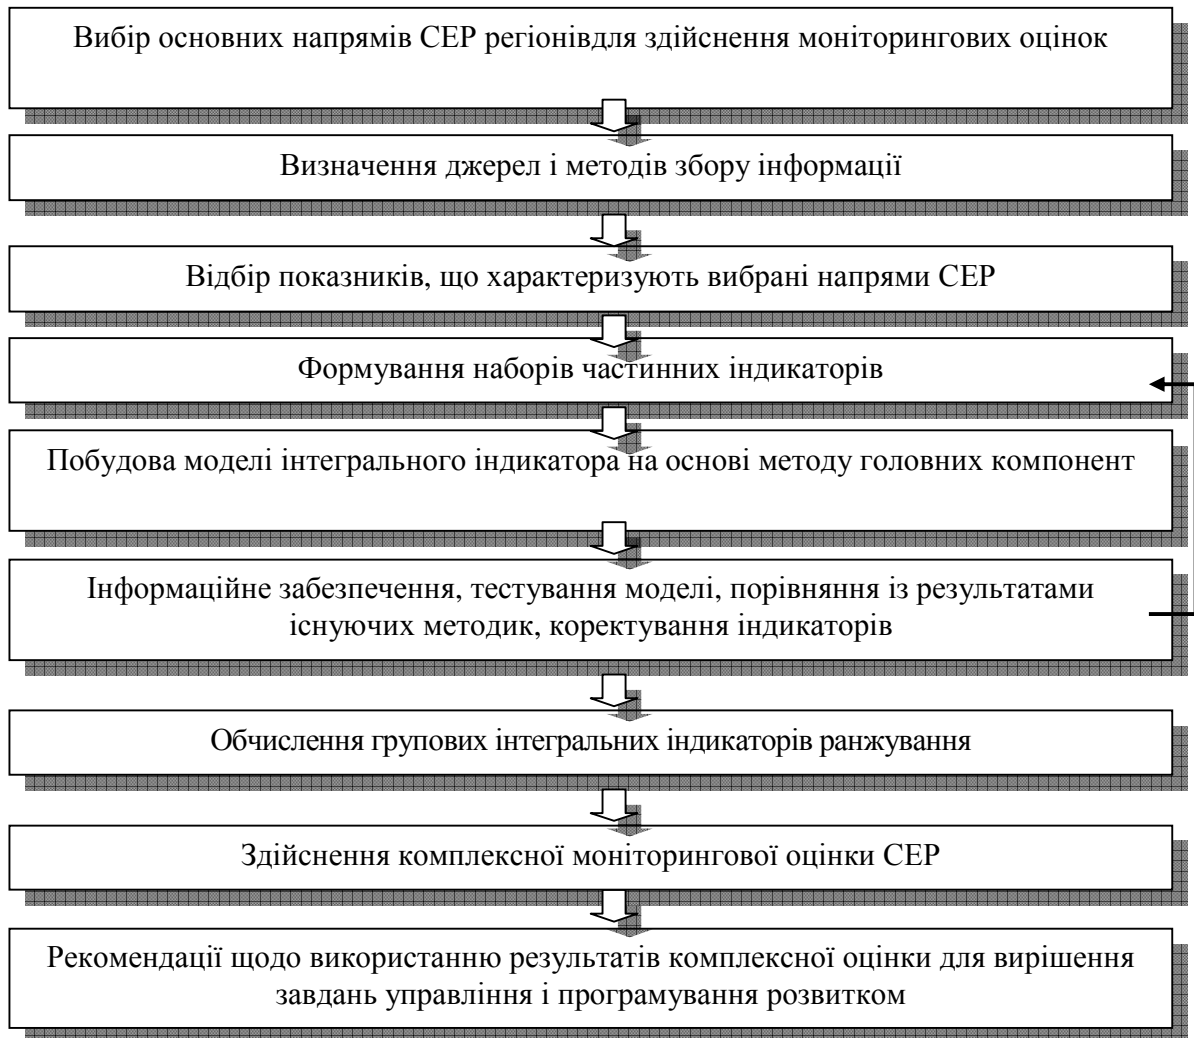 Вибір основних напрямів СЕР регіонівдля здійснення моніторингових оцінок
Визначення джерел і методів збору інформації
Відбір показників, що характеризують вибрані напрями СЕР
Формування наборів частинних індикаторів
Побудова моделі інтегрального індикатора на основі методу головних компонент
Інформаційне забезпечення, тестування моделі, порівняння із результатами
існуючих методик, коректування індикаторів
Обчислення групових інтегральних індикаторів ранжування
Здійснення комплексної моніторингової оцінки СЕР
Рекомендації щодо використанню результатів комплексної оцінки для вирішення
завдань управління і програмування розвитком